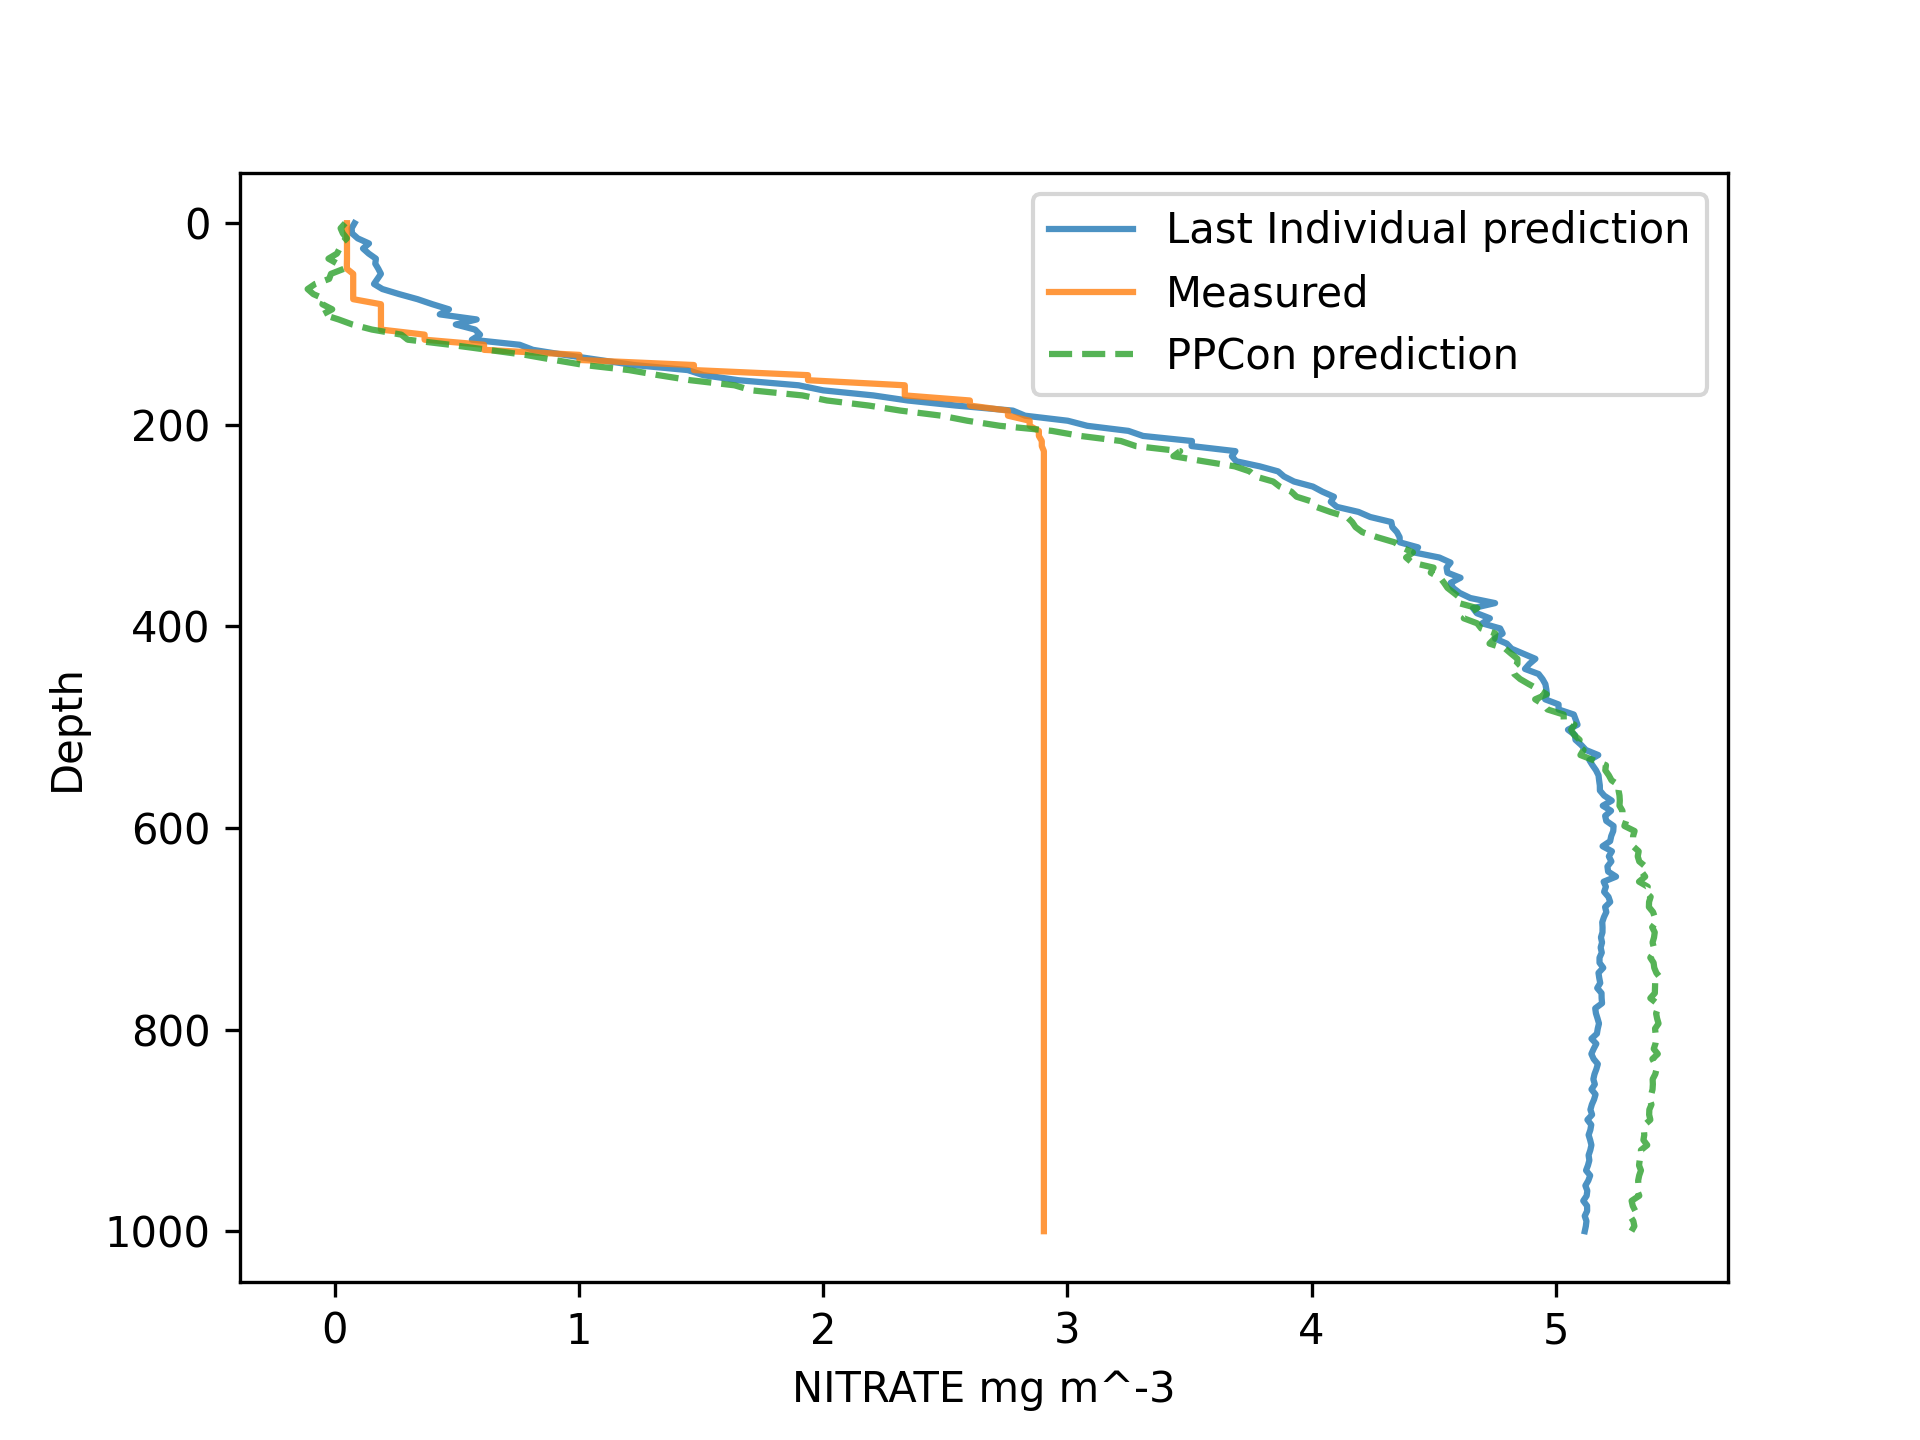 Last Individual prediction
Measured
PPCon prediction
0
200
400
600
800
1000
Depth
0 1 2 3 4 5
NITRATE mg m^-3